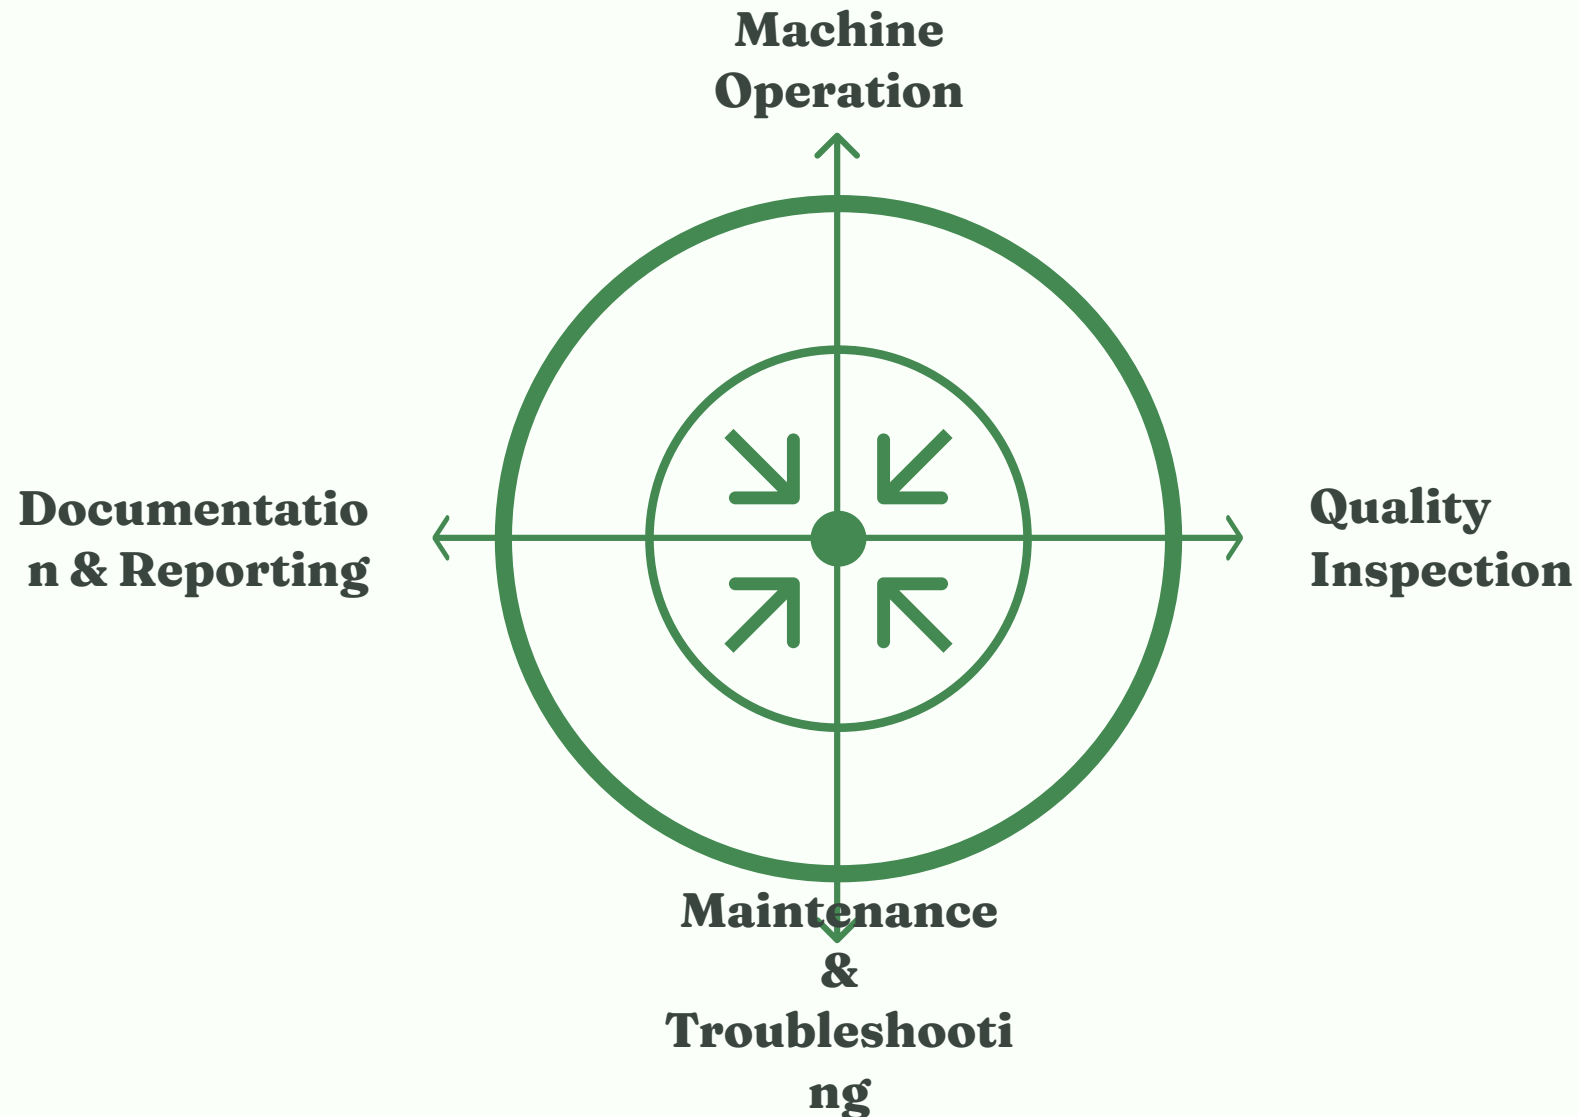 Machine
Operation
Documentatio
n & Reporting
Quality
Inspection
Maintenance
&
Troubleshooti
ng